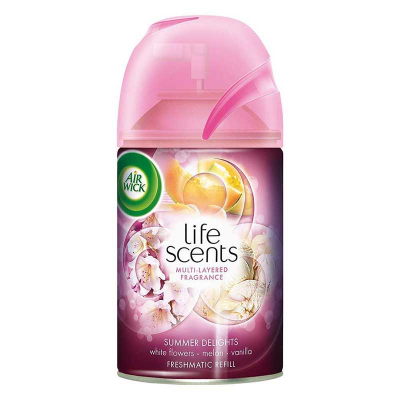 AIR
WICK
life
scents
MULTI-LAYERED
FRAGRANCE
SUMMER DELIGHTS
white flowers - melon - vanilla
FRESHMATIC REFILL